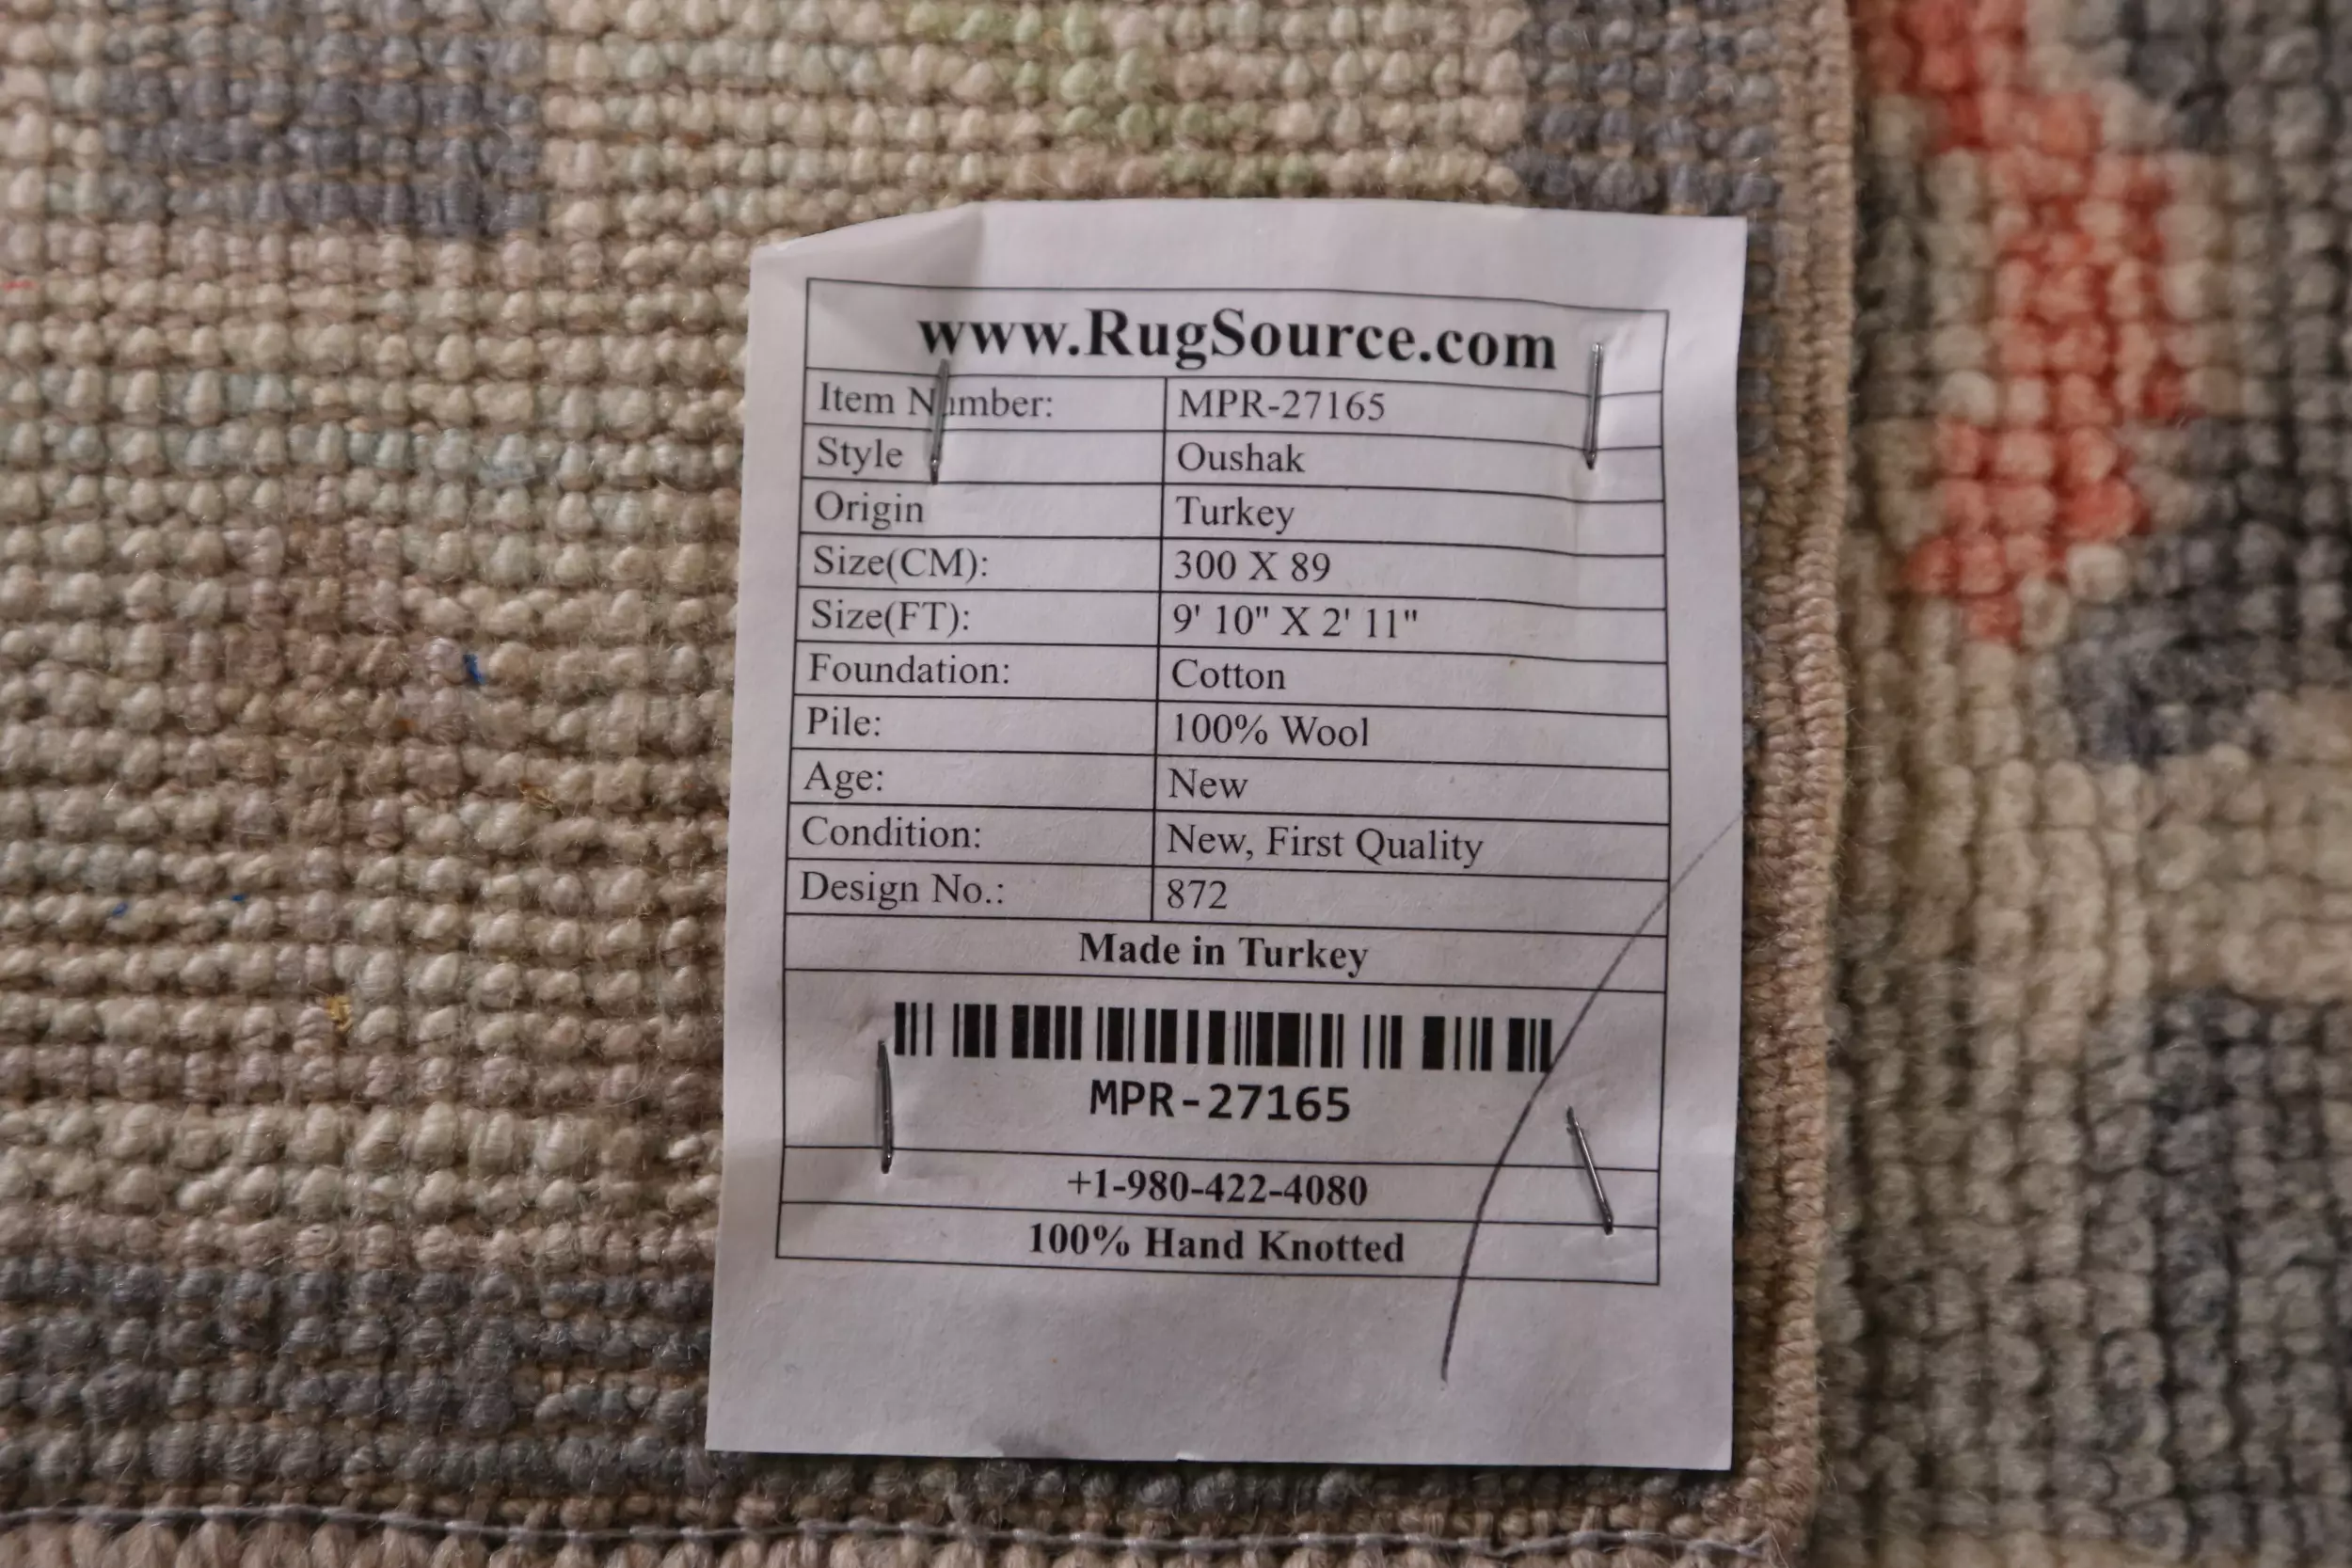 www.RugSource.com
Item Number: MPR-27165
Style Oushak
Origin Turkey
Size(CM): 300 X 89
Size(FT): 9' 10" X 2' 11"
Foundation: Cotton
Pile: 100% Wool
Age: New
Condition: New, First Quality
Design No.: 872
Made in Turkey
MPR-27165
+1-980-422-4080
100% Hand Knotted